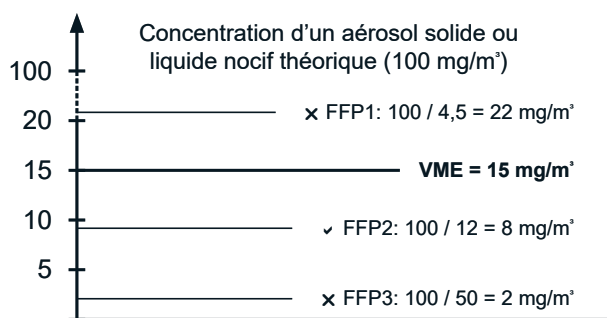 Concentration d’un aérosol solide ou
liquide nocif théorique (100 mg/m³)
100
× FFP1: 100 / 4,5 = 22 mg/m³
20
15
VME = 15 mg/m³
10
✓ FFP2: 100 / 12 = 8 mg/m³
5
× FFP3: 100 / 50 = 2 mg/m³